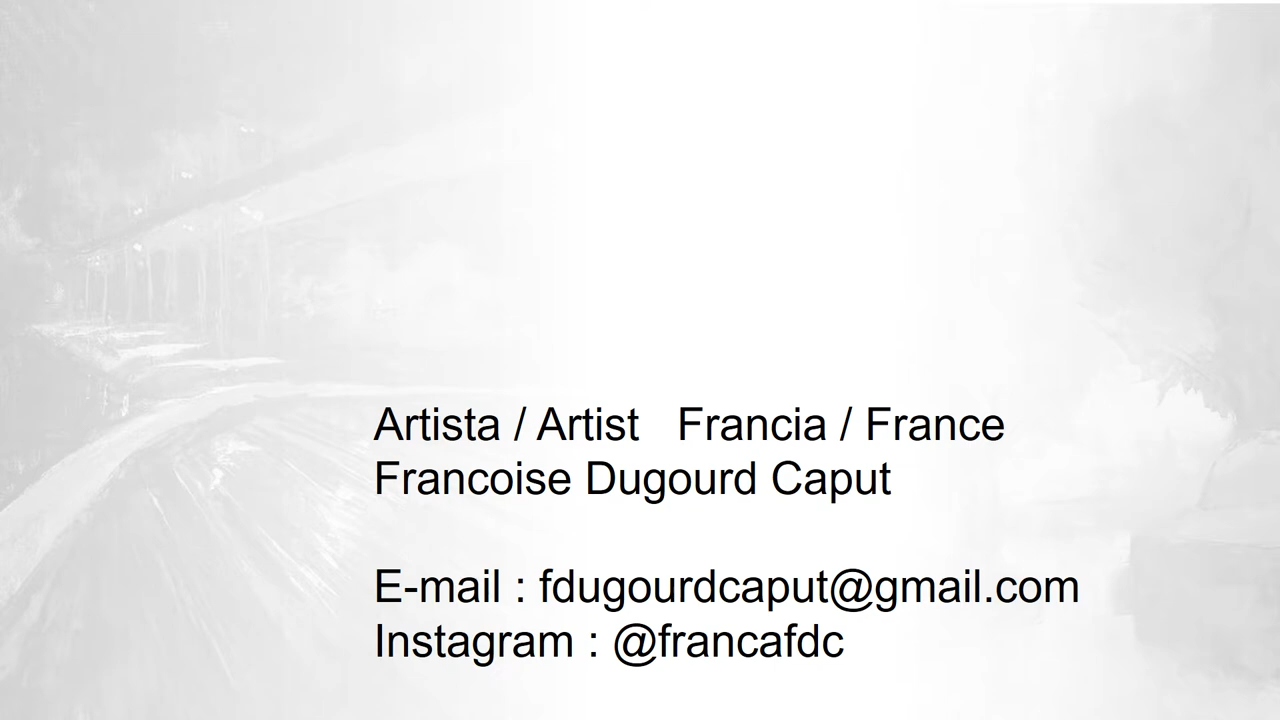 Artista / Artist   Francia / France
Francoise Dugourd Caput
E-mail : fdugourdcaput@gmail.com
Instagram : @francafdc